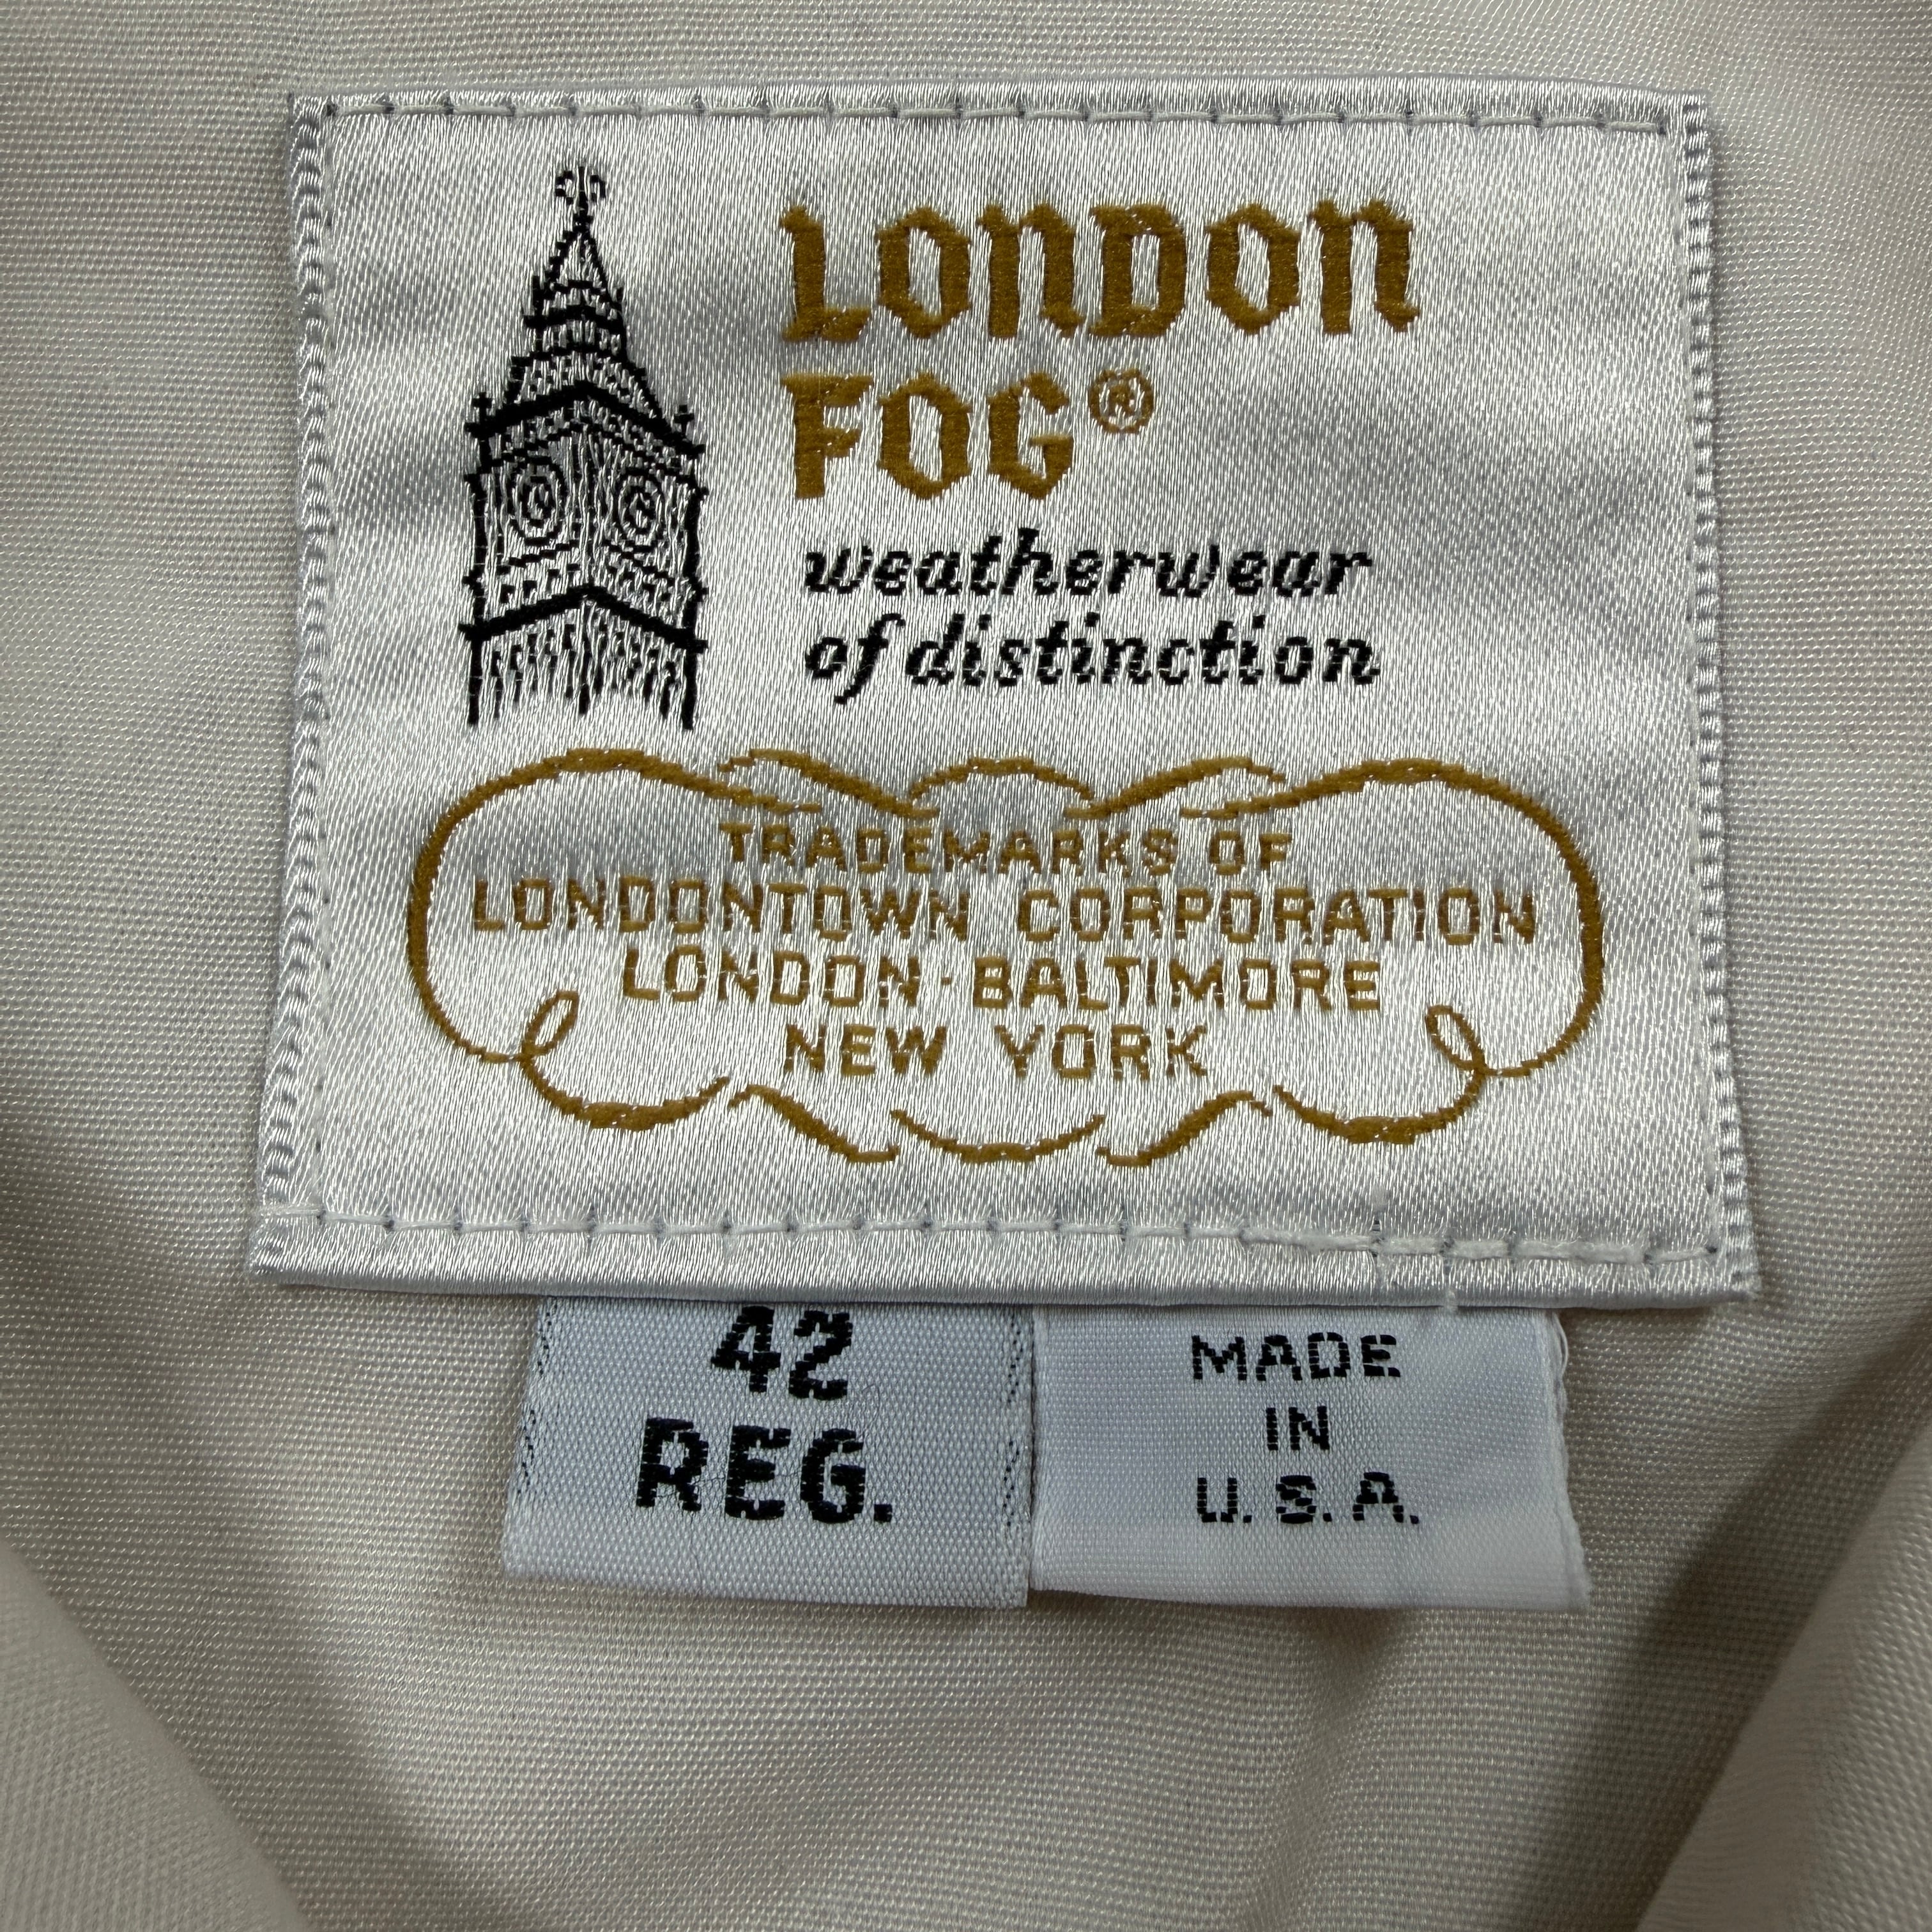 LONDON
FOG®
weatherwear
of distinction
TRADEMARKS OF
LONDONTOWN CORPORATION
LONDON·BALTIMORE
NEW YORK
42
REG.
MADE
IN
U.S.A.